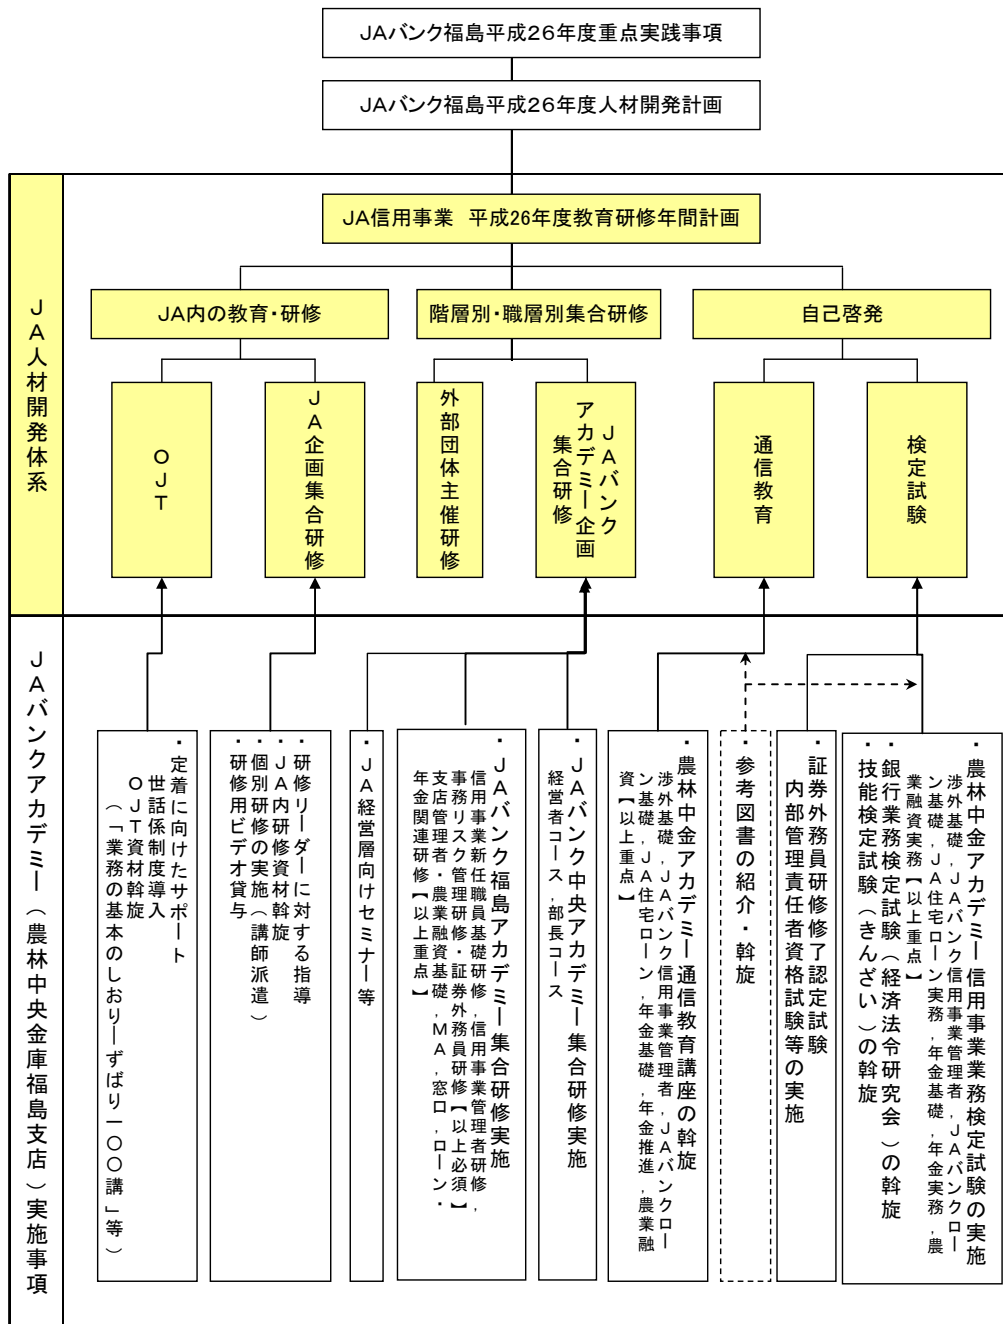 JAバンク福島平成26年度重点実践事項
JAバンク福島平成26年度人材開発計画
JA信用事業 平成26年度教育研修年間計画
JA人材開発体系
JA内の教育・研修
階層別・職層別集合研修
自己啓発
OJT
JA企画集合研修
外部団体主催研修
JAバンク
アカデミー企画
集合研修
通信教育
検定試験
JAバンクアカデミー(農林中央金庫福島支店)実施事項
・定着に向けたサポート
世話係制度導入
OJT資材斡旋
(「業務の基本のしおりーずばり一〇〇講」等)
・研修リーダーに対する指導
・JA内研修資材斡旋
・個別研修の実施(講師派遣)
・研修用ビデオ貸与
・JA経営層向けセミナー等
・JAバンク福島アカデミー集合研修実施
信用事業新任職員基礎研修,信用事業管理者研修,
事務リスク管理研修・証券外務員研修【以上必須】
支店管理者・農業融資基礎,MA,窓口,ローン・
年金関連研修【以上重点】
・JAバンク中央アカデミー集合研修実施
経営者コース,部長コース
・農林中金アカデミー通信教育講座の斡旋
渉外基礎,JAバンク信用事業管理者,JAバンクロー
ン基礎,JA住宅ローン,年金基礎,年金推進,農業融
資【以上重点】
・参考図書の紹介・斡旋
・証券外務員研修修了認定試験
内部管理責任者資格試験等の実施
・農林中金アカデミー信用事業業務検定試験の実施
渉外基礎,JAバンク信用事業管理者,JAバンクロー
ン基礎,JA住宅ローン実務,年金基礎,年金実務,農
業融資実務【以上重点】
・銀行業務検定試験(経済法令研究会)の斡旋
・技能検定試験(きんざい)の斡旋